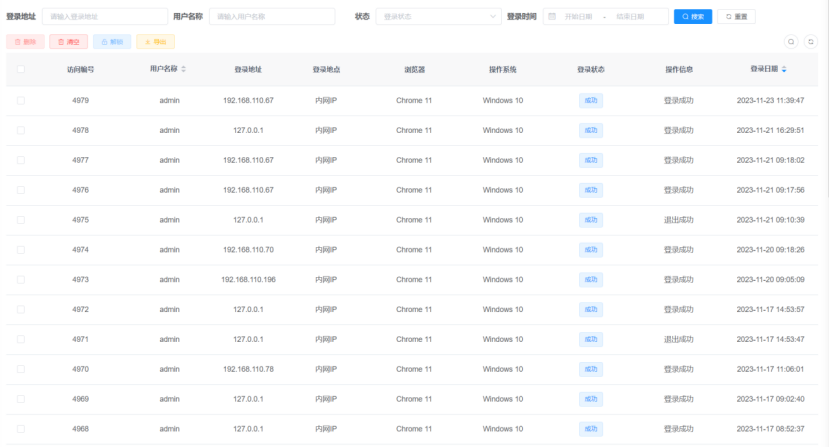 登录地址 请输入登录地址 用户名称 请输入用户名称 状态 登录状态 登录时间 开始日期 - 结束日期 搜索 重置
删除 清空 解锁 导出
访问编号 用户名称 登录地址 登录地点 浏览器 操作系统 登录状态 操作信息 登录日期
4979 admin 192.168.110.67 内网IP Chrome 11 Windows 10 成功 登录成功 2023-11-23 11:39:47
4978 admin 127.0.0.1 内网IP Chrome 11 Windows 10 成功 登录成功 2023-11-21 16:29:51
4977 admin 192.168.110.67 内网IP Chrome 11 Windows 10 成功 登录成功 2023-11-21 09:18:02
4976 admin 192.168.110.67 内网IP Chrome 11 Windows 10 成功 登录成功 2023-11-21 09:17:56
4975 admin 127.0.0.1 内网IP Chrome 11 Windows 10 成功 退出成功 2023-11-21 09:10:39
4974 admin 192.168.110.70 内网IP Chrome 11 Windows 10 成功 登录成功 2023-11-20 09:18:26
4973 admin 192.168.110.196 内网IP Chrome 11 Windows 10 成功 登录成功 2023-11-20 09:05:09
4972 admin 127.0.0.1 内网IP Chrome 11 Windows 10 成功 登录成功 2023-11-17 14:53:57
4971 admin 127.0.0.1 内网IP Chrome 11 Windows 10 成功 退出成功 2023-11-17 14:53:47
4970 admin 192.168.110.78 内网IP Chrome 11 Windows 10 成功 登录成功 2023-11-17 11:06:01
4969 admin 127.0.0.1 内网IP Chrome 11 Windows 10 成功 登录成功 2023-11-17 09:02:40
4968 admin 127.0.0.1 内网IP Chrome 11 Windows 10 成功 登录成功 2023-11-17 08:52:37